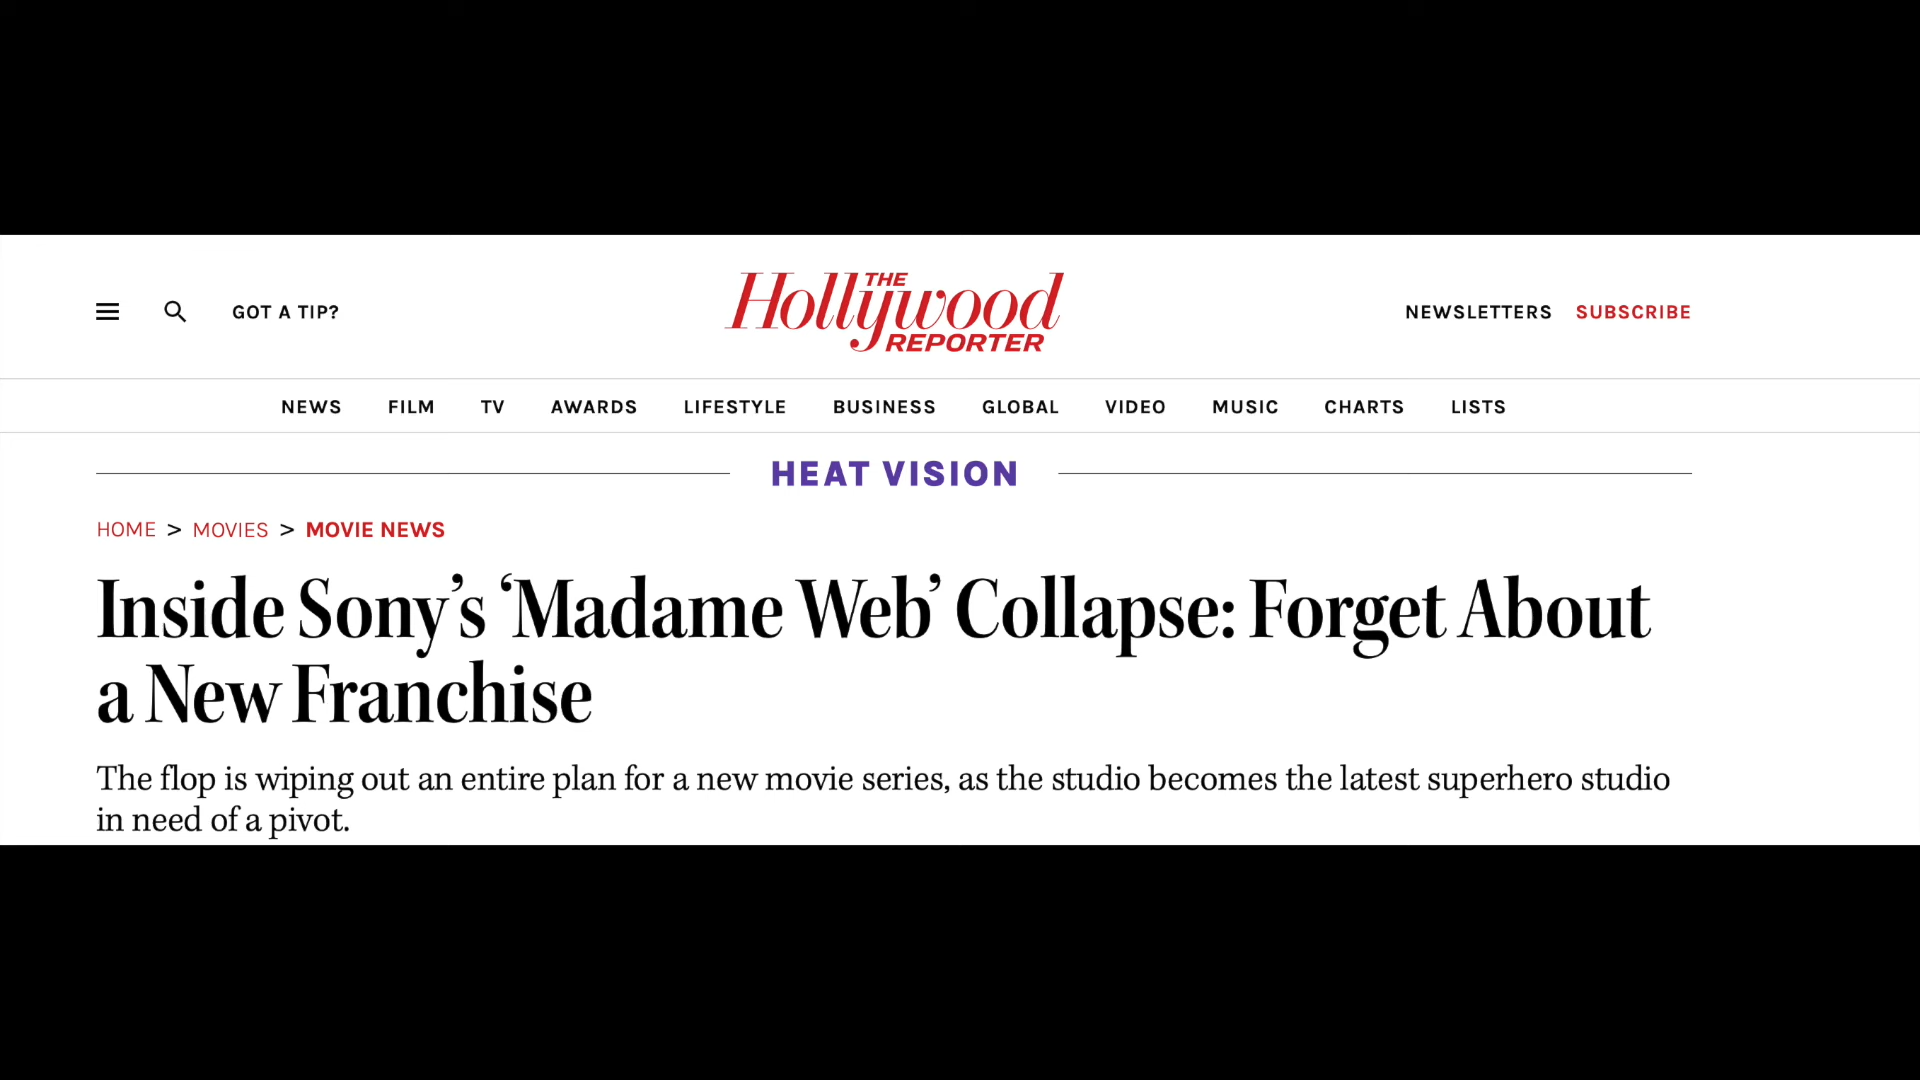 GOT A TIP?
THE
Hollywood
REPORTER
NEWSLETTERS SUBSCRIBE
NEWS FILM TV AWARDS LIFESTYLE BUSINESS GLOBAL VIDEO MUSIC CHARTS LISTS
HEAT VISION
HOME > MOVIES > MOVIE NEWS
Inside Sony’s ‘Madame Web’ Collapse: Forget About
a New Franchise
The flop is wiping out an entire plan for a new movie series, as the studio becomes the latest superhero studio
in need of a pivot.